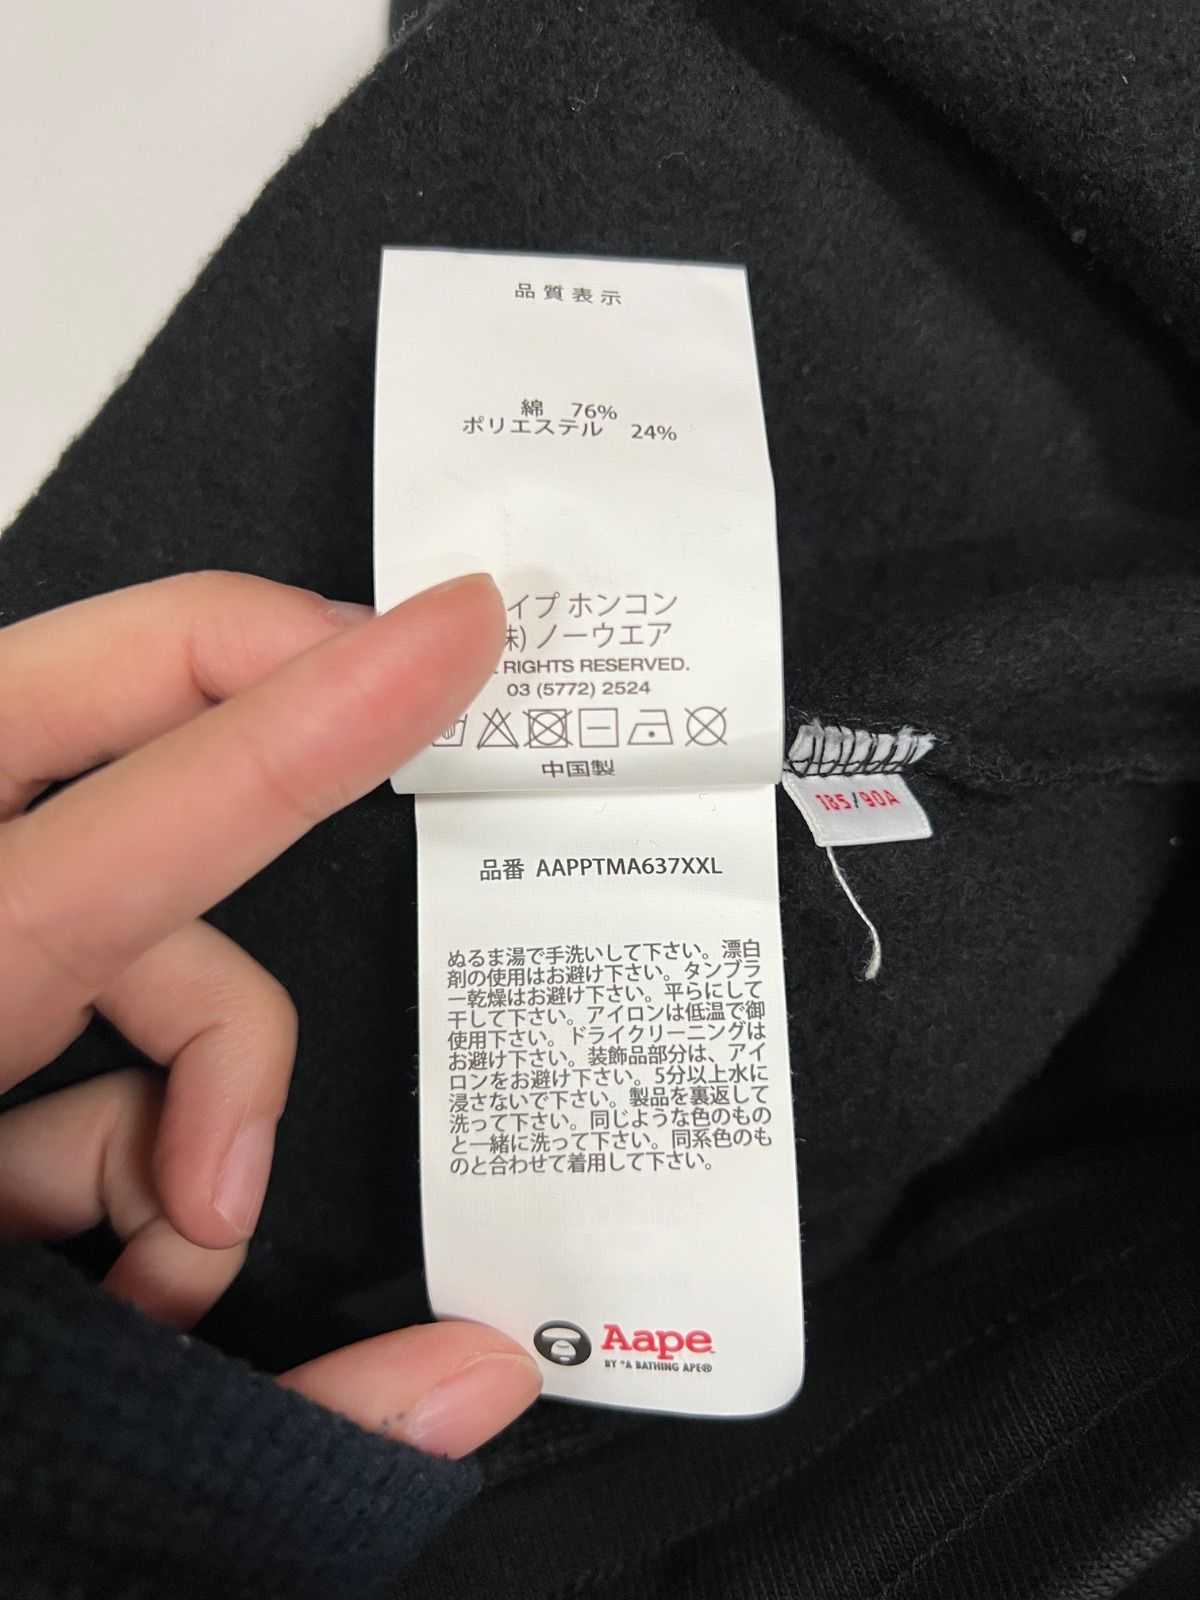 品質表示
綿 76%
ポリエステル 24%
イプ ホンコン
株) ノーウエア
RIGHTS RESERVED.
03 (5772) 2524
中国製
185/90A
品番 AAPPTMA637XXL
ぬるま湯で手洗いして下さい。漂白
剤の使用はお避け下さい。タンブラ
ー乾燥はお避け下さい。平らにして
干して下さい。アイロンは低温で御
使用下さい。ドライクリーニングは
お避け下さい。装飾品部分は、アイ
ロンをお避け下さい。5分以上水に
浸さないで下さい。製品を裏返して
洗って下さい。同じような色のもの
と一緒に洗って下さい。同系色のも
のと合わせて着用して下さい。
Aape
BY *A BATHING APE®